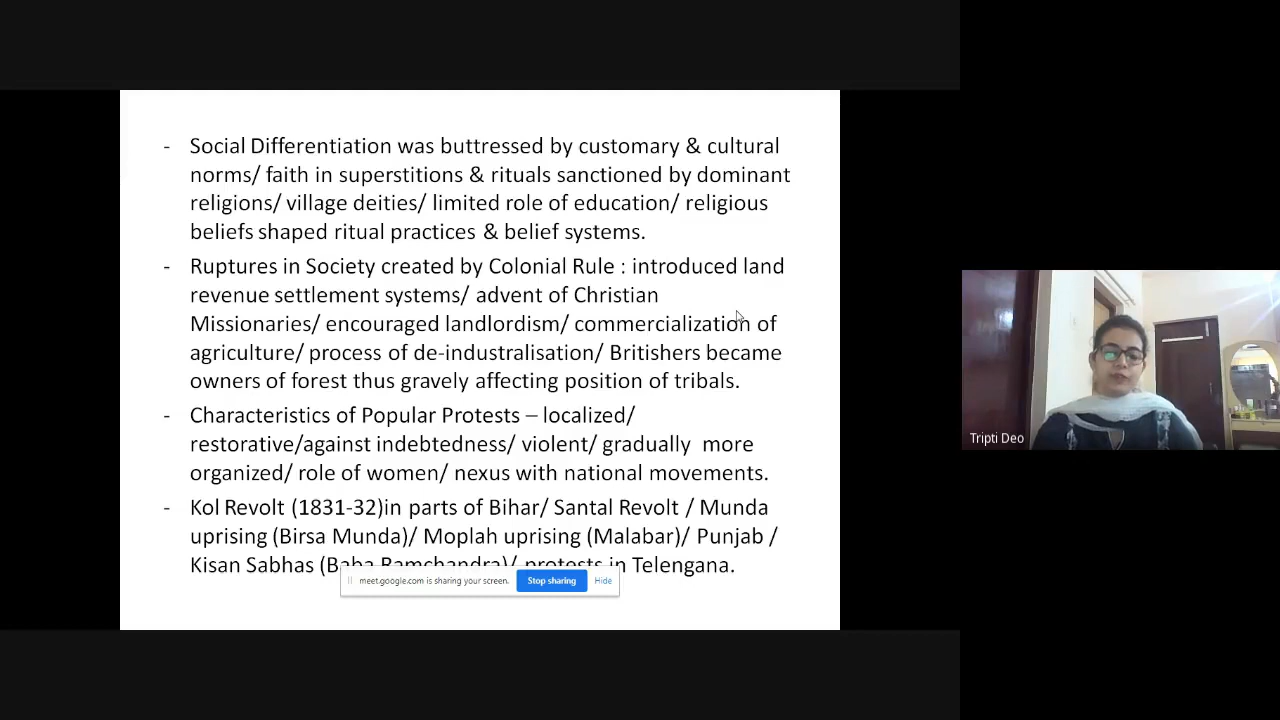 - Social Differentiation was buttressed by customary & cultural
norms/ faith in superstitions & rituals sanctioned by dominant
religions/ village deities/ limited role of education/ religious
beliefs shaped ritual practices & belief systems.
- Ruptures in Society created by Colonial Rule : introduced land
revenue settlement systems/ advent of Christian
Missionaries/ encouraged landlordism/ commercialization of
agriculture/ process of de-industralisation/ Britishers became
owners of forest thus gravely affecting position of tribals.
- Characteristics of Popular Protests – localized/
restorative/against indebtedness/ violent/ gradually more
organized/ role of women/ nexus with national movements.
- Kol Revolt (1831-32)in parts of Bihar/ Santal Revolt / Munda
uprising (Birsa Munda)/ Moplah uprising (Malabar)/ Punjab /
Kisan Sabhas (Baba Ramchandra)/ protests in Telengana.
meet.google.com is sharing your screen. Stop sharing Hide
Tripti Deo